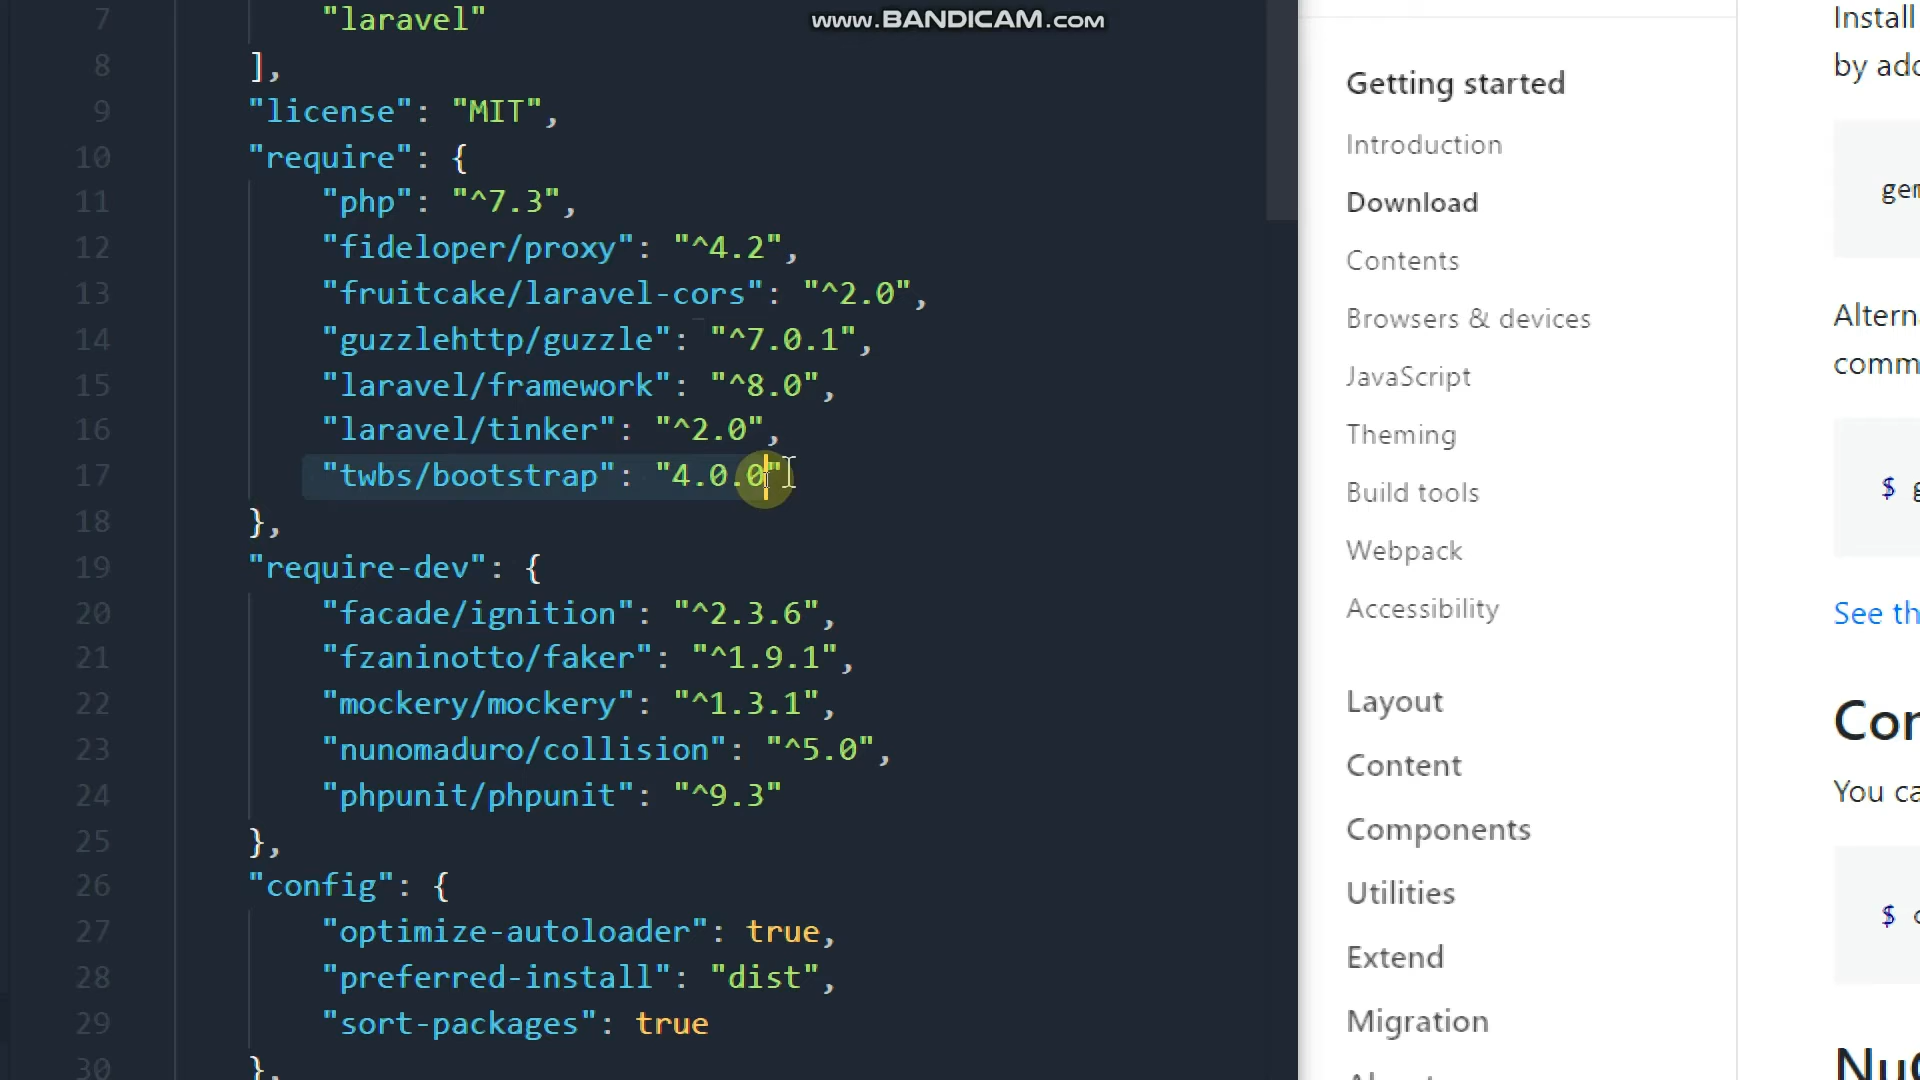 www.BANDICAM.com
7 "laravel"
8 ],
9 "license": "MIT",
10 "require": {
11 "php": "^7.3",
12 "fideloper/proxy": "^4.2",
13 "fruitcake/laravel-cors": "^2.0",
14 "guzzlehttp/guzzle": "^7.0.1",
15 "laravel/framework": "^8.0",
16 "laravel/tinker": "^2.0",
17 "twbs/bootstrap": "4.0.0"
18 },
19 "require-dev": {
20 "facade/ignition": "^2.3.6",
21 "fzaninotto/faker": "^1.9.1",
22 "mockery/mockery": "^1.3.1",
23 "nunomaduro/collision": "^5.0",
24 "phpunit/phpunit": "^9.3"
25 },
26 "config": {
27 "optimize-autoloader": true,
28 "preferred-install": "dist",
29 "sort-packages": true
30 },
Getting started
Introduction
Download
Contents
Browsers & devices
JavaScript
Theming
Build tools
Webpack
Accessibility
Layout
Content
Components
Utilities
Extend
Migration
Install
by
$
See
You
$